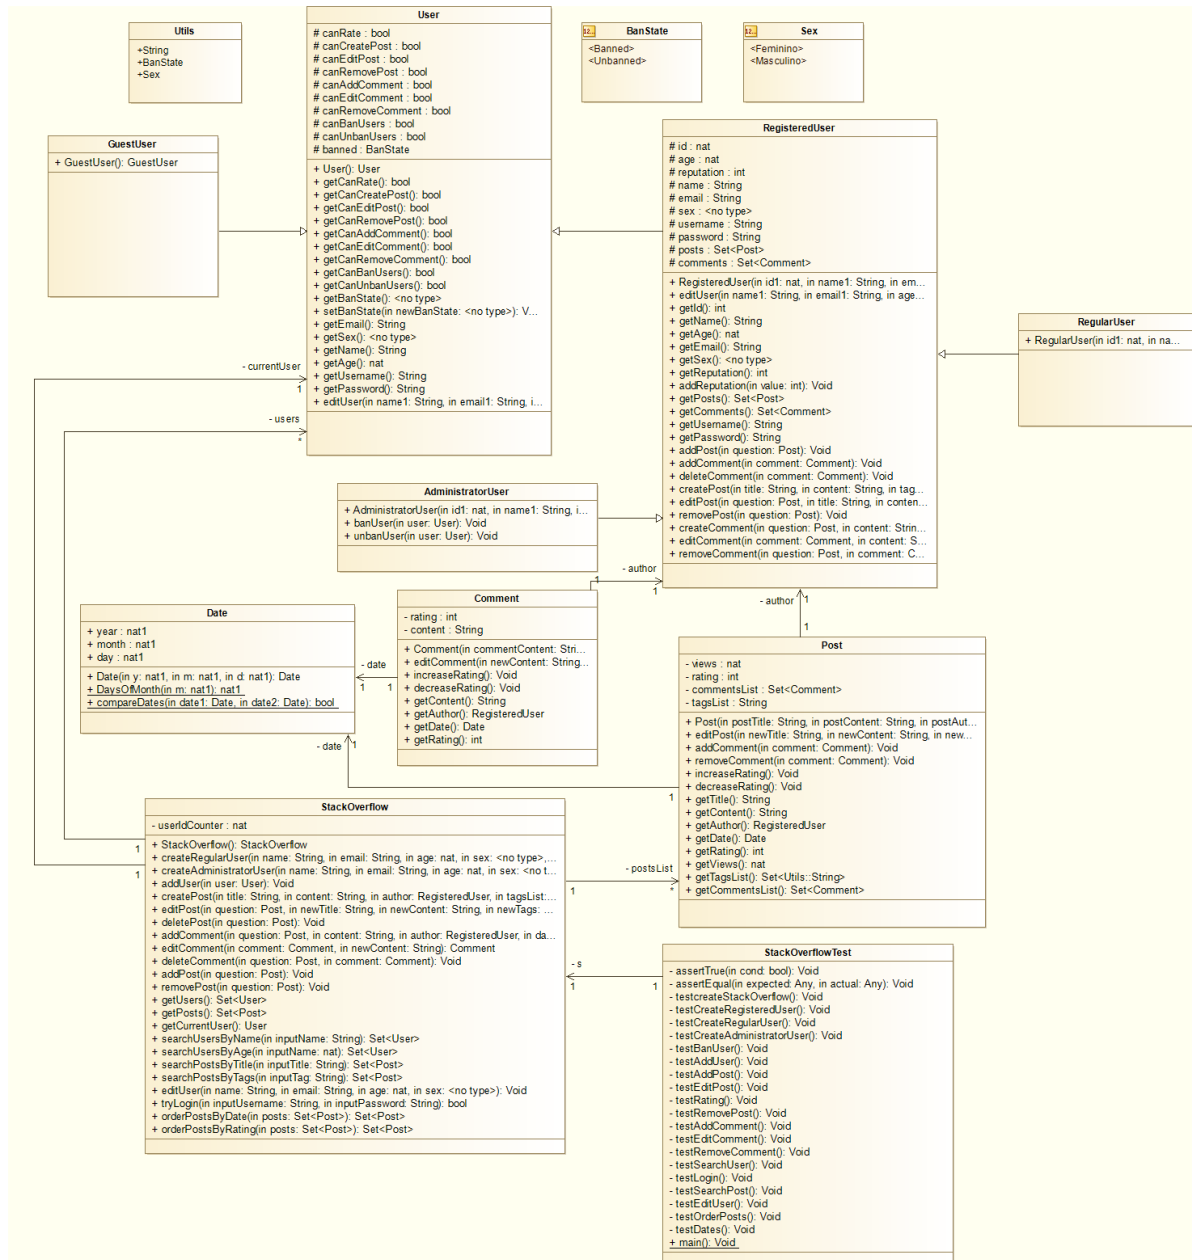 Utils
+String
+BanState
+Sex
User
# canRate : bool
# canCreatePost : bool
# canEditPost : bool
# canRemovePost : bool
# canAddComment : bool
# canEditComment : bool
# canRemoveComment : bool
# canBanUsers : bool
# canUnbanUsers : bool
# banned : BanState
+ User(): User
+ getCanRate(): bool
+ getCanCreatePost(): bool
+ getCanEditPost(): bool
+ getCanRemovePost(): bool
+ getCanAddComment(): bool
+ getCanEditComment(): bool
+ getCanRemoveComment(): bool
+ getCanBanUsers(): bool
+ getCanUnbanUsers(): bool
+ getBanState(): <no type>
+ setBanState(in newBanState: <no type>): V...
+ getEmail(): String
+ getSex(): <no type>
+ getName(): String
+ getAge(): nat
+ getUsername(): String
+ getPassword(): String
+ editUser(in name1: String, in email1: String, i...
BanState
<Banned>
<Unbanned>
Sex
<Feminino>
<Masculino>
GuestUser
+ GuestUser(): GuestUser
RegisteredUser
# id : nat
# age : nat
# reputation : int
# name : String
# email : String
# sex : <no type>
# username : String
# password : String
# posts : Set<Post>
# comments : Set<Comment>
+ RegisteredUser(in id1: nat, in name1: String, in em...
+ editUser(in name1: String, in email1: String, in age...
+ getId(): int
+ getName(): String
+ getAge(): nat
+ getEmail(): String
+ getSex(): <no type>
+ getReputation(): int
+ addReputation(in value: int): Void
+ getPosts(): Set<Post>
+ getComments(): Set<Comment>
+ getUsername(): String
+ getPassword(): String
+ addPost(in question: Post): Void
+ addComment(in comment: Comment): Void
+ deleteComment(in comment: Comment): Void
+ createPost(in title: String, in content: String, in tag...
+ editPost(in question: Post, in title: String, in conten...
+ removePost(in question: Post): Void
+ createComment(in question: Post, in content: Strin...
+ editComment(in comment: Comment, in content: S...
+ removeComment(in question: Post, in comment: C...
RegularUser
+ RegularUser(in id1: nat, in na...
- currentUser
1
- users
*
AdministratorUser
+ AdministratorUser(in id1: nat, in name1: String, i...
+ banUser(in user: User): Void
+ unbanUser(in user: User): Void
- author
1
1
- author
1
1
Date
+ year : nat1
+ month : nat1
+ day : nat1
+ Date(in y: nat1, in m: nat1, in d: nat1): Date
+ DaysOfMonth(in m: nat1): nat1
+ compareDates(in date1: Date, in date2: Date): bool
Comment
- rating : int
- content : String
+ Comment(in commentContent: Stri...
+ editComment(in newContent: String...
+ increaseRating(): Void
+ decreaseRating(): Void
+ getContent(): String
+ getAuthor(): RegisteredUser
+ getDate(): Date
+ getRating(): int
- date
1
1
- date
1
1
Post
- views : nat
- rating : int
- commentsList : Set<Comment>
- tagsList : String
+ Post(in postTitle: String, in postContent: String, in postAut...
+ editPost(in newTitle: String, in newContent: String, in new...
+ addComment(in comment: Comment): Void
+ removeComment(in comment: Comment): Void
+ increaseRating(): Void
+ decreaseRating(): Void
+ getTitle(): String
+ getContent(): String
+ getAuthor(): RegisteredUser
+ getDate(): Date
+ getRating(): int
+ getViews(): nat
+ getTagsList(): Set<Utils::String>
+ getCommentsList(): Set<Comment>
StackOverflow
- userIdCounter : nat
+ StackOverflow(): StackOverflow
+ createRegularUser(in name: String, in email: String, in age: nat, in sex: <no type>,...
+ createAdministratorUser(in name: String, in email: String, in age: nat, in sex: <no t...
+ addUser(in user: User): Void
+ createPost(in title: String, in content: String, in author: RegisteredUser, in tagsList:...
+ editPost(in question: Post, in newTitle: String, in newContent: String, in newTags: ...
+ deletePost(in question: Post): Void
+ addComment(in question: Post, in content: String, in author: RegisteredUser, in da...
+ editComment(in comment: Comment, in newContent: String): Comment
+ deleteComment(in question: Post, in comment: Comment): Void
+ addPost(in question: Post): Void
+ removePost(in question: Post): Void
+ getUsers(): Set<User>
+ getPosts(): Set<Post>
+ getCurrentUser(): User
+ searchUsersByName(in inputName: String): Set<User>
+ searchUsersByAge(in inputName: nat): Set<User>
+ searchPostsByTitle(in inputTitle: String): Set<Post>
+ searchPostsByTags(in inputTag: String): Set<Post>
+ editUser(in name: String, in email: String, in age: nat, in sex: <no type>): Void
+ tryLogin(in inputUsername: String, in inputPassword: String): bool
+ orderPostsByDate(in posts: Set<Post>): Set<Post>
+ orderPostsByRating(in posts: Set<Post>): Set<Post>
1
1
- postsList
1
*
- s
1
1
StackOverflowTest
- assertTrue(in cond: bool): Void
- assertEqual(in expected: Any, in actual: Any): Void
- testcreateStackOverflow(): Void
- testCreateRegisteredUser(): Void
- testCreateRegularUser(): Void
- testCreateAdministratorUser(): Void
- testBanUser(): Void
- testAddUser(): Void
- testAddPost(): Void
- testEditPost(): Void
- testRating(): Void
- testRemovePost(): Void
- testAddComment(): Void
- testEditComment(): Void
- testRemoveComment(): Void
- testSearchUser(): Void
- testLogin(): Void
- testSearchPost(): Void
- testEditUser(): Void
- testOrderPosts(): Void
- testDates(): Void
+ main(): Void